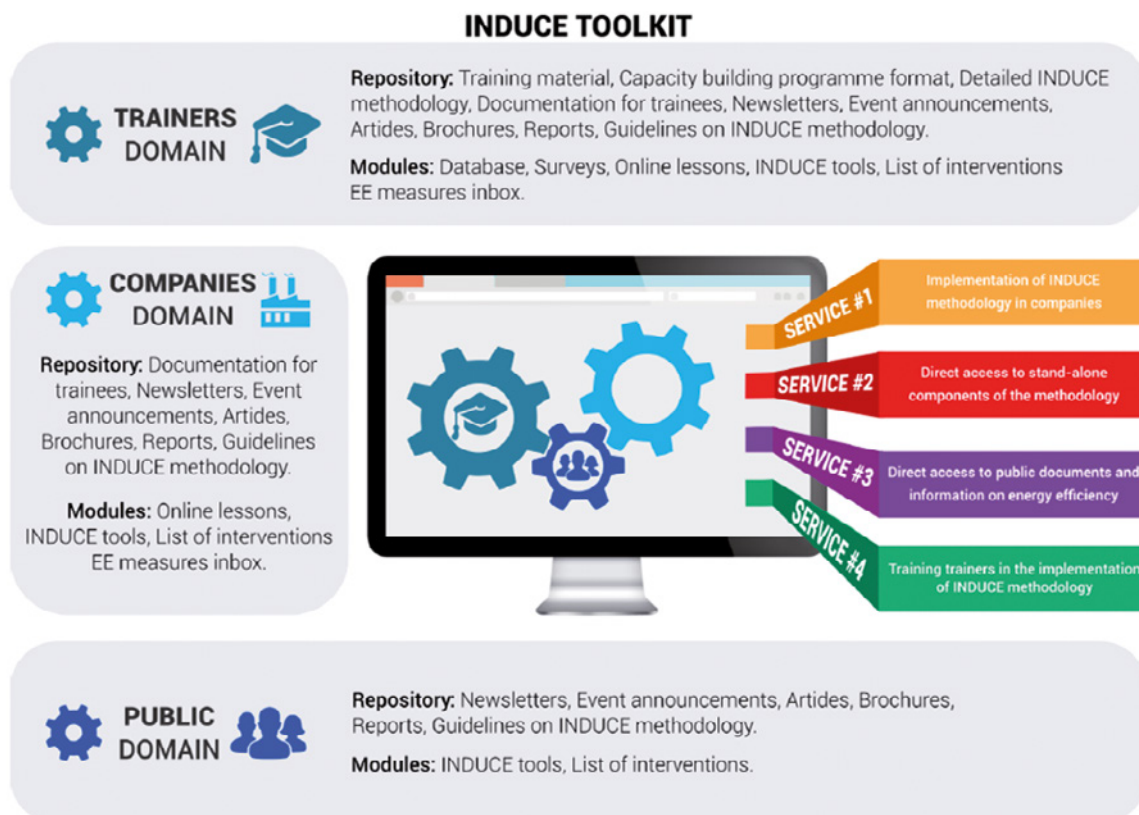 INDUCE TOOLKIT
TRAINERS
DOMAIN
Repository: Training material, Capacity building programme format, Detailed INDUCE
methodology, Documentation for trainees, Newsletters, Event announcements,
Artides, Brochures, Reports, Guidelines on INDUCE methodology.
Modules: Database, Surveys, Online lessons, INDUCE tools, List of interventions
EE measures inbox.
COMPANIES
DOMAIN
Repository: Documentation for
trainees, Newsletters, Event
announcements, Artides,
Brochures, Reports, Guidelines
on INDUCE methodology.
Modules: Online lessons,
INDUCE tools, List of interventions
EE measures inbox.
SERVICE #1
Implementation of INDUCE
methodology in companies
SERVICE #2
Direct access to stand-alone
components of the methodology
SERVICE #3
Direct access to public documents and
information on energy efficiency
SERVICE #4
Training trainers in the implementation
of INDUCE methodology
PUBLIC
DOMAIN
Repository: Newsletters, Event announcements, Artides, Brochures,
Reports, Guidelines on INDUCE methodology.
Modules: INDUCE tools, List of interventions.